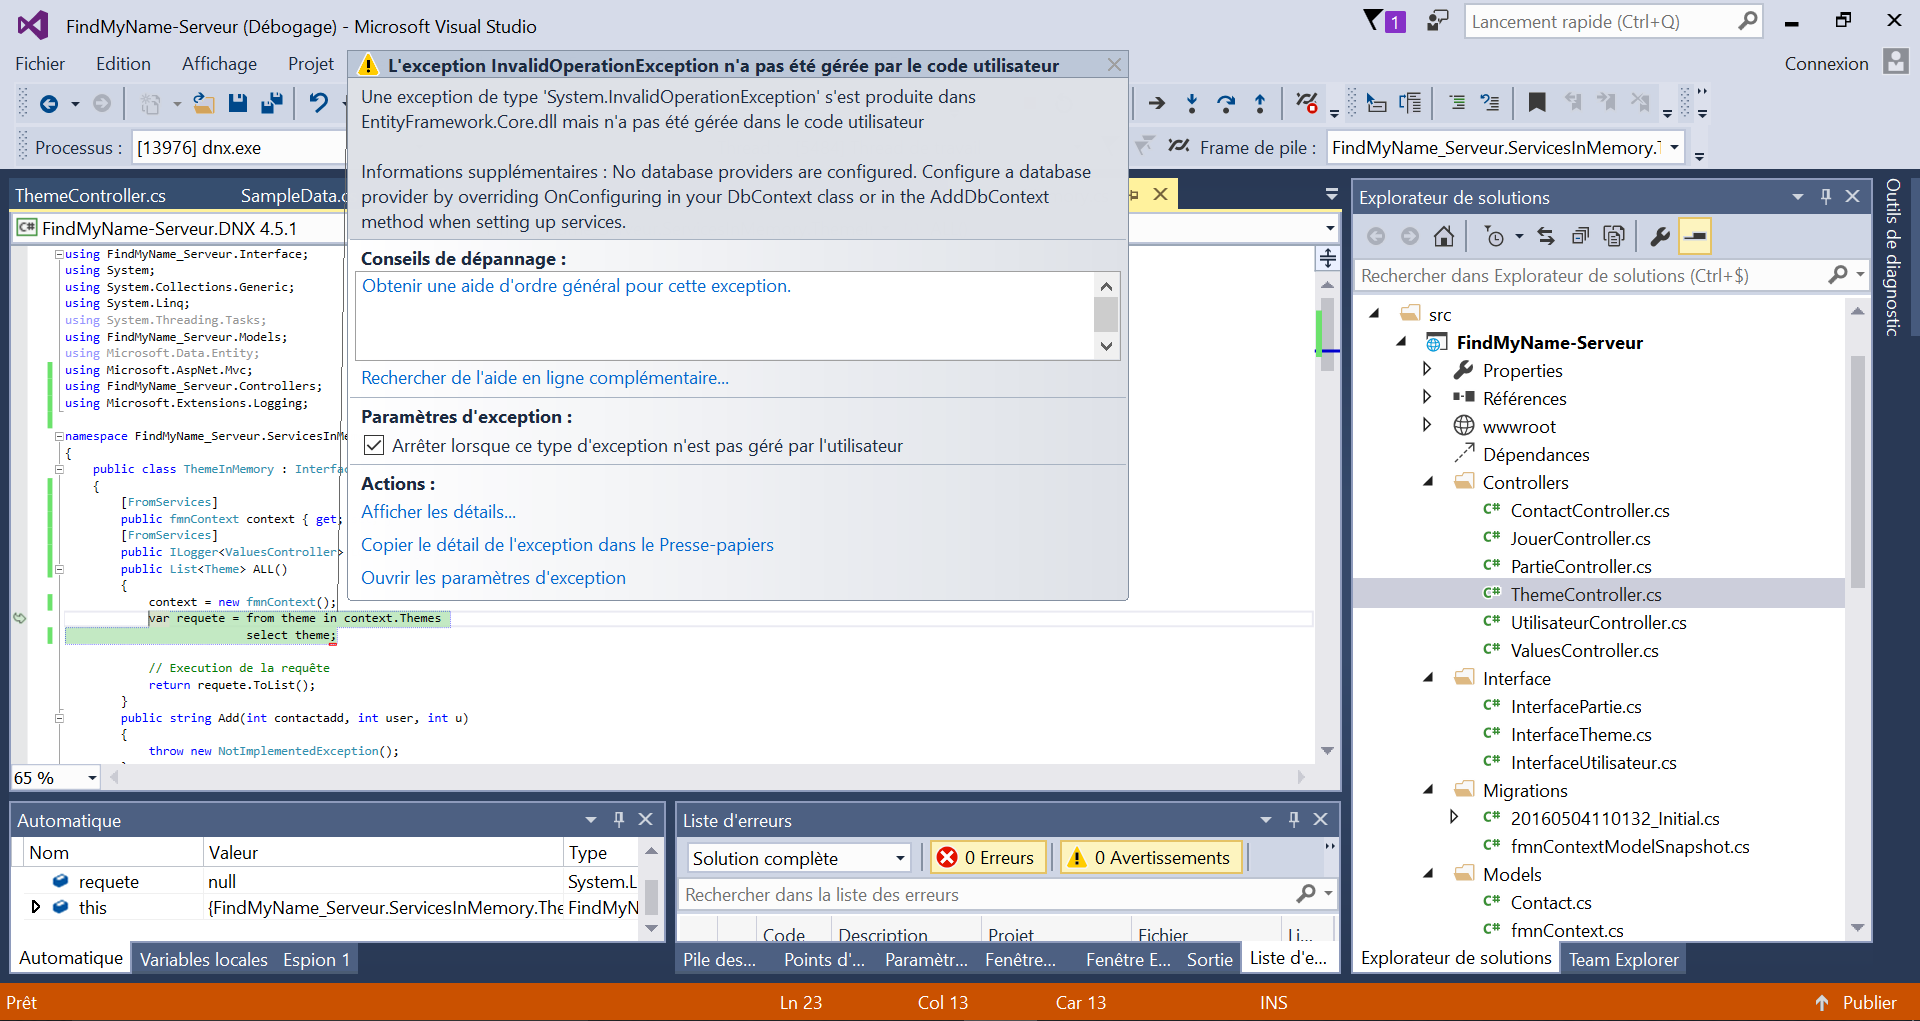 FindMyName-Serveur (Débogage) - Microsoft Visual Studio
1
Lancement rapide (Ctrl+Q)
Fichier Edition Affichage Projet
Connexion
L'exception InvalidOperationException n'a pas été gérée par le code utilisateur
Une exception de type 'System.InvalidOperationException' s'est produite dans
EntityFramework.Core.dll mais n'a pas été gérée dans le code utilisateur
Informations supplémentaires : No database providers are configured. Configure a database
provider by overriding OnConfiguring in your DbContext class or in the AddDbContext
method when setting up services.
Conseils de dépannage :
Obtenir une aide d'ordre général pour cette exception.
Rechercher de l'aide en ligne complémentaire...
Paramètres d'exception :
Arrêter lorsque ce type d'exception n'est pas géré par l'utilisateur
Actions :
Afficher les détails...
Copier le détail de l'exception dans le Presse-papiers
Ouvrir les paramètres d'exception
Processus : [13976] dnx.exe
Frame de pile : FindMyName_Serveur.ServicesInMemory.T
ThemeController.cs SampleData.c
C# FindMyName-Serveur.DNX 4.5.1
using FindMyName_Serveur.Interface;
using System;
using System.Collections.Generic;
using System.Linq;
using System.Threading.Tasks;
using FindMyName_Serveur.Models;
using Microsoft.Data.Entity;
using Microsoft.AspNet.Mvc;
using FindMyName_Serveur.Controllers;
using Microsoft.Extensions.Logging;
namespace FindMyName_Serveur.ServicesInMe
{
public class ThemeInMemory : Interfac
{
[FromServices]
public fmnContext context { get;
[FromServices]
public ILogger<ValuesController>
public List<Theme> ALL()
{
context = new fmnContext();
var requete = from theme in context.Themes
select theme;
// Execution de la requête
return requete.ToList();
}
public string Add(int contactadd, int user, int u)
{
throw new NotImplementedException();
65 %
Explorateur de solutions
Rechercher dans Explorateur de solutions (Ctrl+$)
src
FindMyName-Serveur
Properties
Références
wwwroot
Dépendances
Controllers
C# ContactController.cs
C# JouerController.cs
C# PartieController.cs
C# ThemeController.cs
C# UtilisateurController.cs
C# ValuesController.cs
Interface
C# InterfacePartie.cs
C# InterfaceTheme.cs
C# InterfaceUtilisateur.cs
Migrations
C# 20160504110132_Initial.cs
C# fmnContextModelSnapshot.cs
Models
C# Contact.cs
C# fmnContext.cs
Explorateur de solutions Team Explorer
Outils de diagnostic
Automatique
Nom Valeur Type
requete null System.L
this {FindMyName_Serveur.ServicesInMemory.The FindMyN
Automatique Variables locales Espion 1
Liste d'erreurs
Solution complète 0 Erreurs 0 Avertissements
Rechercher dans la liste des erreurs
Code Description Projet Fichier Li...
Pile des... Points d'... Paramètr... Fenêtre... Fenêtre E... Sortie Liste d'e...
Prêt Ln 23 Col 13 Car 13 INS Publier